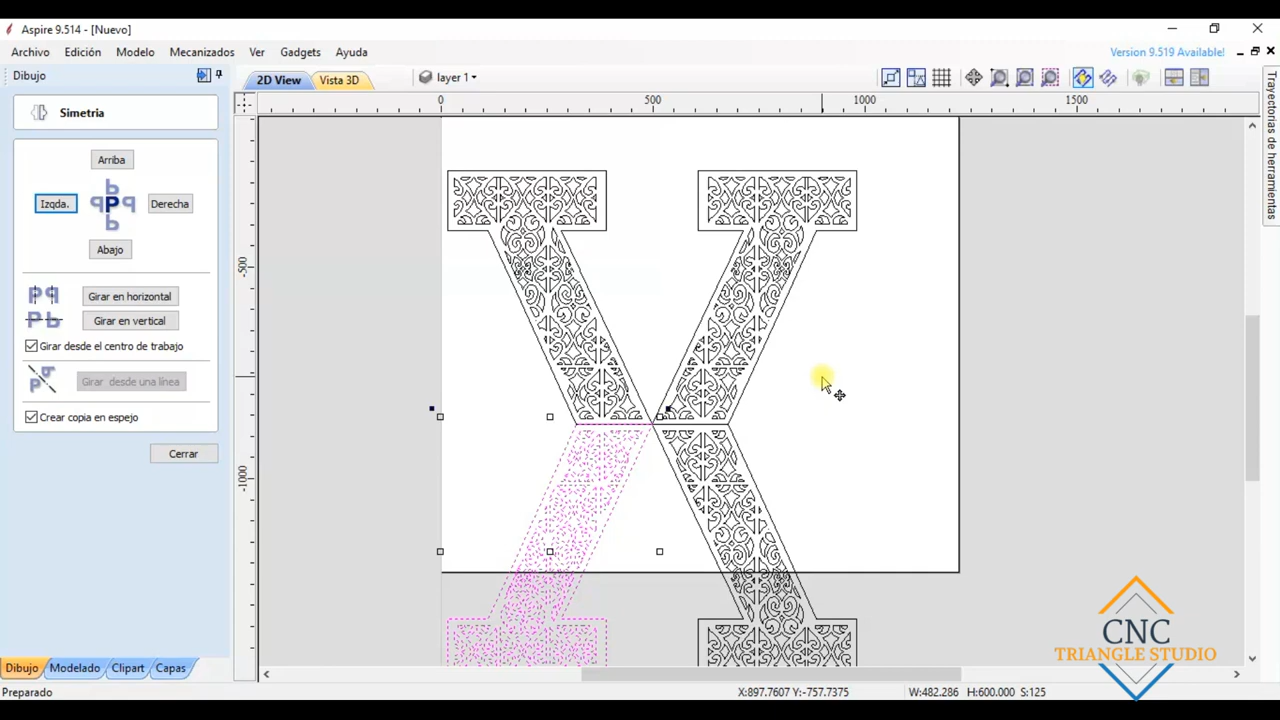 Aspire 9.514 - [Nuevo]
Archivo Edición Modelo Mecanizados Ver Gadgets Ayuda
Version 9.519 Available!
Dibujo
2D View Vista 3D layer 1
Simetria
0 500 1000 1500
Arriba
Izqda. Derecha
Abajo
Girar en horizontal
Girar en vertical
Girar desde el centro de trabajo
Girar desde una línea
Crear copia en espejo
Cerrar
-500
-1000
Trayectorias de herramientas
CNC
TRIANGLE STUDIO
Dibujo Modelado Clipart Capas
Preparado
X:897.7607 Y:-757.7375
W:482.286 H:600.000 S:125